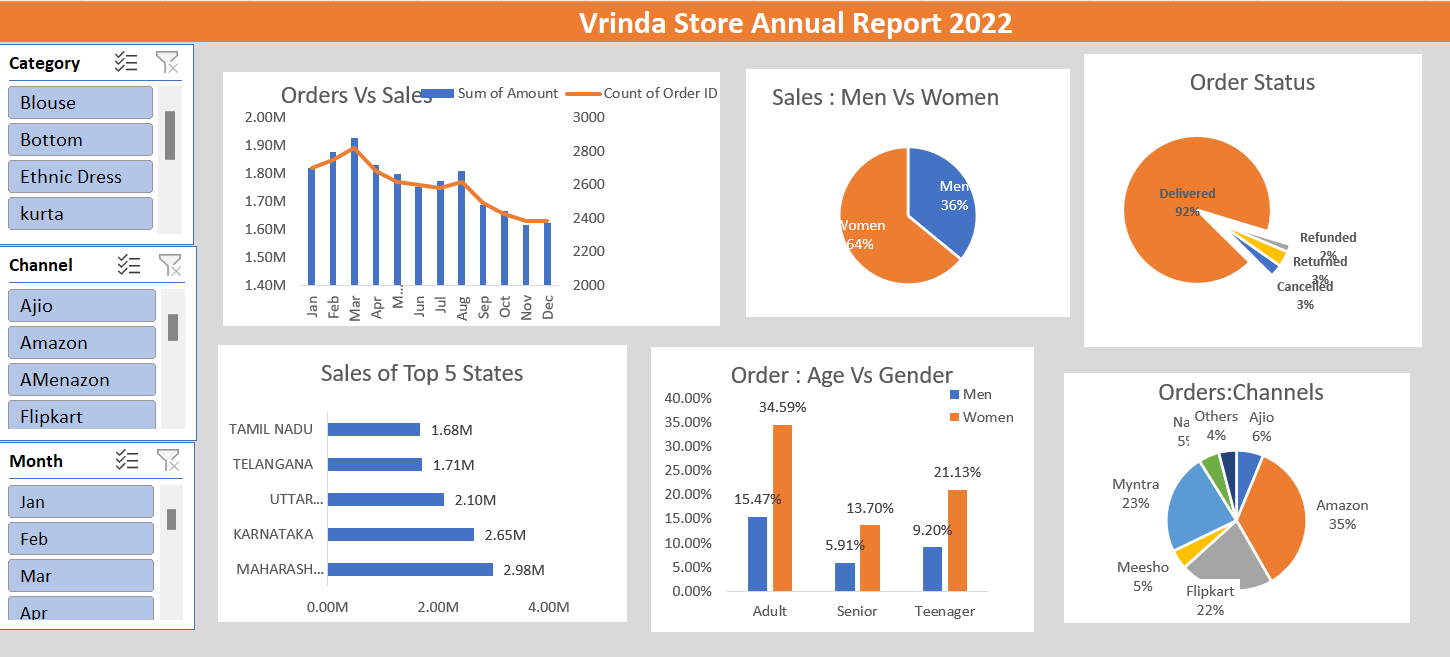 Vrinda Store Annual Report 2022
Category
Blouse
Bottom
Ethnic Dress
kurta
Channel
Ajio
Amazon
AMenazon
Flipkart
Month
Jan
Feb
Mar
Apr
Orders Vs Sales
Sum of Amount
Count of Order ID
2.00M
1.90M
1.80M
1.70M
1.60M
1.50M
1.40M
3000
2800
2600
2400
2200
2000
Jan
Feb
Mar
Apr
M...
Jun
Jul
Aug
Sep
Oct
Nov
Dec
Sales : Men Vs Women
Men
36%
Women
64%
Order Status
Delivered
92%
Refunded
2%
Returned
3%
Cancelled
3%
Sales of Top 5 States
TAMIL NADU
1.68M
TELANGANA
1.71M
UTTAR...
2.10M
KARNATAKA
2.65M
MAHARASH...
2.98M
0.00M
2.00M
4.00M
Order : Age Vs Gender
Men
Women
40.00%
35.00%
30.00%
25.00%
20.00%
15.00%
10.00%
5.00%
0.00%
15.47%
34.59%
5.91%
13.70%
9.20%
21.13%
Adult
Senior
Teenager
Orders:Channels
Na
5%
Others
4%
Ajio
6%
Amazon
35%
Flipkart
22%
Meesho
5%
Myntra
23%